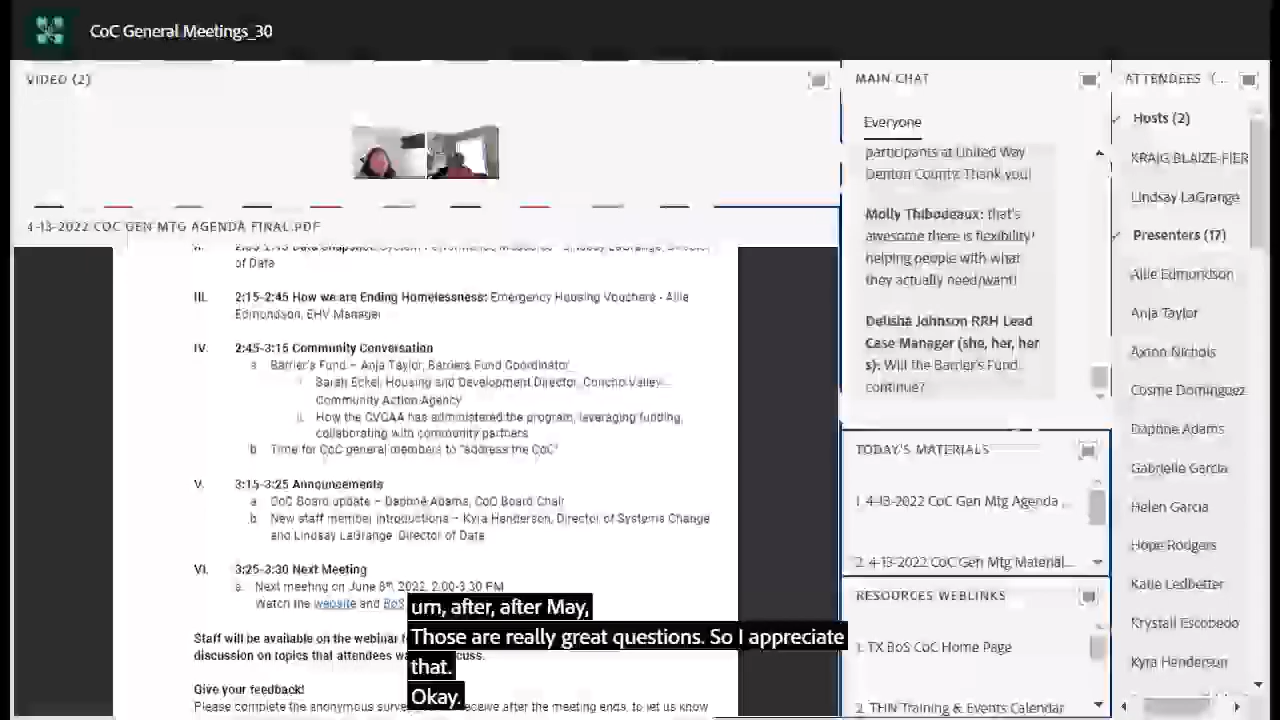 CoC General Meetings_30
VIDEO (2)
4-13-2022 COC GEN MTG AGENDA FINAL.PDF
of Data
III. 2:15-2:45 How we are Ending Homelessness: Emergency Housing Vouchers - Allie
Edmondson, EHV Manager
IV. 2:45-3:15 Community Conversation
a Barrier's Fund – Anja Taylor, Barriers Fund Coordinator
i. Sarah Eckel, Housing and Development Director, Concho Valley
Community Action Agency
ii. How the CVCAA has administered the program, leveraging funding,
collaborating with community partners
b Time for CoC general members to "address the CoC"
V. 3:15-3:25 Announcements
a CoC Board update – Daphne Adams, CoC Board Chair
b New staff member introductions – Kyra Henderson, Director of Systems Change
and Lindsay LaGrange Director of Data
VI. 3:25-3:30 Next Meeting
a. Next meeting on June 8th, 2022, 2:00-3:30 PM
Watch the website and BoS
Staff will be available on the webinar
discussion on topics that attendees
Give your feedback!
Please complete the anonymous receive after the meeting ends, to let us know
um, after, after May,
Those are really great questions. So I appreciate
that.
Okay.
MAIN CHAT
Everyone
participants at United Way
Denton County. Thank you!
Molly Thibodeaux: that's
awesome there is flexibility
helping people with what
they actually need/want!
Delisha Johnson RRH Lead
Case Manager (she, her, her
s): Will the Barrier's Fund
continue?
TODAY'S MATERIALS
1. 4-13-2022 CoC Gen Mtg Agenda ...
2. 4-13-2022 CoC Gen Mtg Material...
RESOURCES WEBLINKS
1. TX BoS CoC Home Page
2. THN Training & Events Calendar
ATTENDEES (...
Hosts (2)
KRAIG BLAIZE-FIER
Lindsay LaGrange
Presenters (17)
Allie Edmondson
Anja Taylor
Axton Nichols
Cosme Dominguez
Daphne Adams
Gabrielle Garcia
Helen Garcia
Hope Rodgers
Katie Ledbetter
Krystall Escobedo
Kyra Henderson